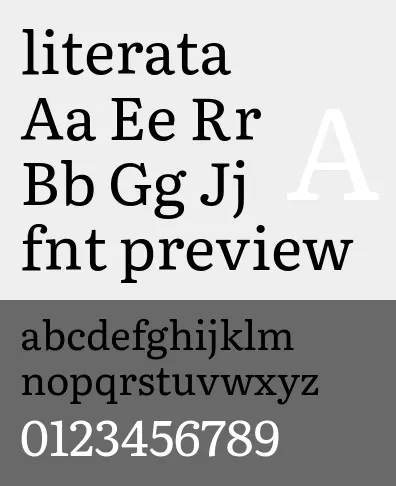 literata
Aa Ee Rr
A
Bb Gg Jj
fnt preview
abcdefghijklm
nopqrstuvwxyz
0123456789